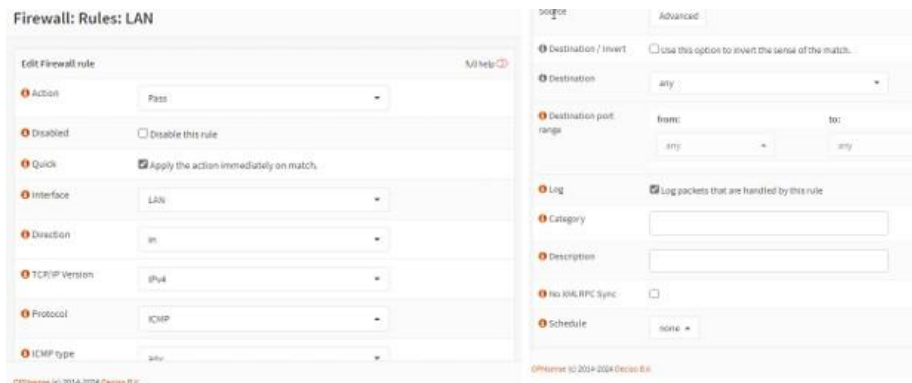 Firewall: Rules: LAN
Edit Firewall rule
full help
Action
Pass
Disabled
Disable this rule
Quick
Apply the action immediately on match.
Interface
LAN
Direction
in
TCP/IP Version
IPv4
Protocol
ICMP
ICMP type
any
OPNsense (c) 2014-2024 Deciso B.V.
Source
Advanced
Destination / Invert
Use this option to invert the sense of the match.
Destination
any
Destination port
range
from:
to:
any
any
Log
Log packets that are handled by this rule
Category
Description
No XMLRPC Sync
Schedule
none
OPNsense (c) 2014-2024 Deciso B.V.